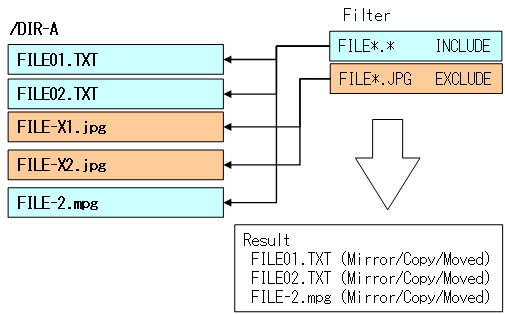 /DIR-A
FILE01.TXT
FILE02.TXT
FILE-X1.jpg
FILE-X2.jpg
FILE-2.mpg
Filter
FILE*.* INCLUDE
FILE*.JPG EXCLUDE
Result
FILE01.TXT (Mirror/Copy/Moved)
FILE02.TXT (Mirror/Copy/Moved)
FILE-2.mpg (Mirror/Copy/Moved)